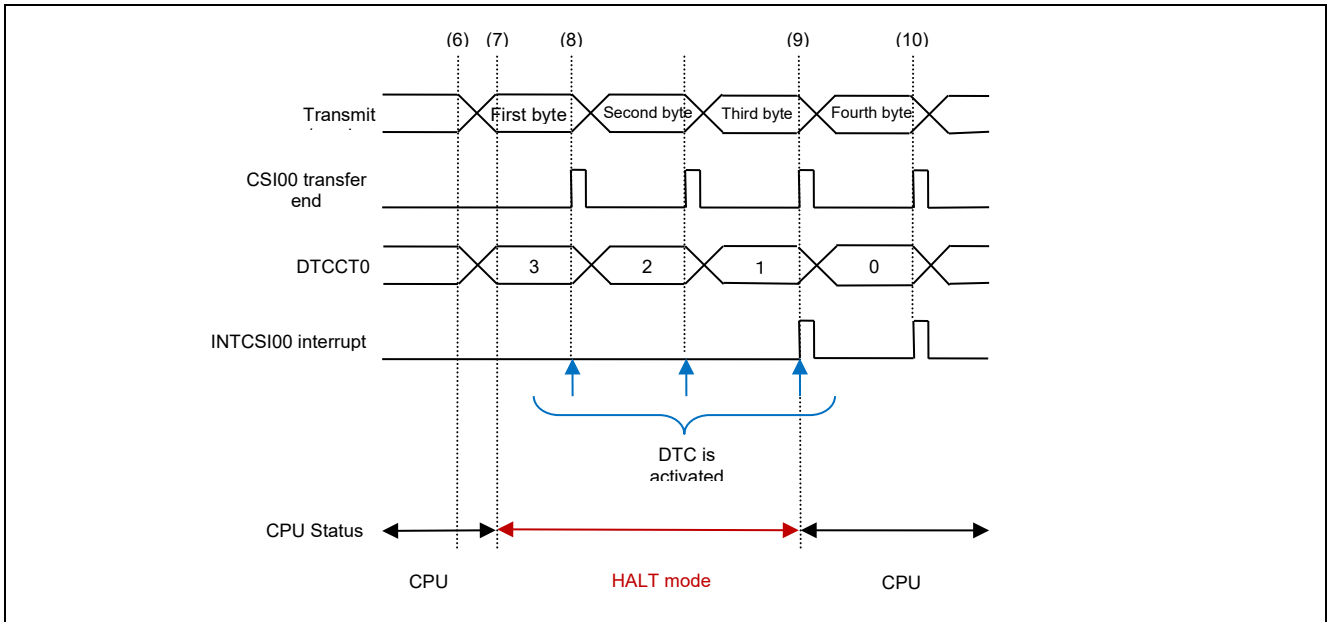 (6) (7) (8) (9) (10)
Transmit
First byte Second byte Third byte Fourth byte
CSI00 transfer
end
DTCCT0 3 2 1 0
INTCSI00 interrupt
DTC is
activated
CPU Status
CPU HALT mode CPU